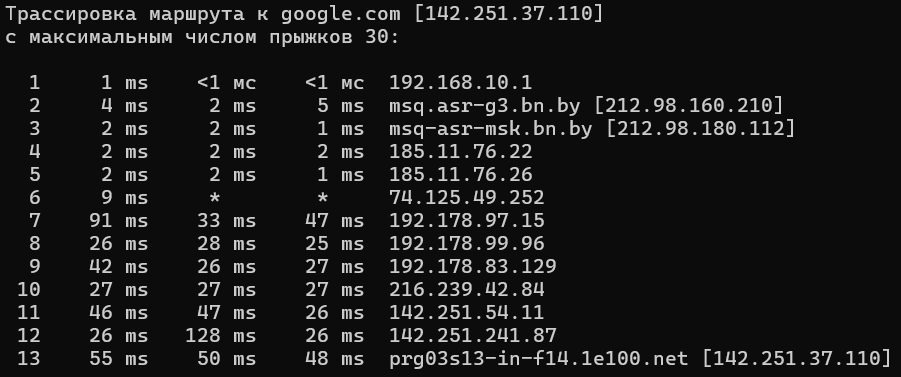 Трассировка маршрута к google.com [142.251.37.110]
с максимальным числом прыжков 30:
1 1 ms <1 мс <1 мс 192.168.10.1
2 4 ms 2 ms 5 ms msq.asr-g3.bn.by [212.98.160.210]
3 2 ms 2 ms 1 ms msq-asr-msk.bn.by [212.98.180.112]
4 2 ms 2 ms 2 ms 185.11.76.22
5 2 ms 2 ms 1 ms 185.11.76.26
6 9 ms * * 74.125.49.252
7 91 ms 33 ms 47 ms 192.178.97.15
8 26 ms 28 ms 25 ms 192.178.99.96
9 42 ms 26 ms 27 ms 192.178.83.129
10 27 ms 27 ms 27 ms 216.239.42.84
11 46 ms 47 ms 26 ms 142.251.54.11
12 26 ms 128 ms 26 ms 142.251.241.87
13 55 ms 50 ms 48 ms prg03s13-in-f14.1e100.net [142.251.37.110]